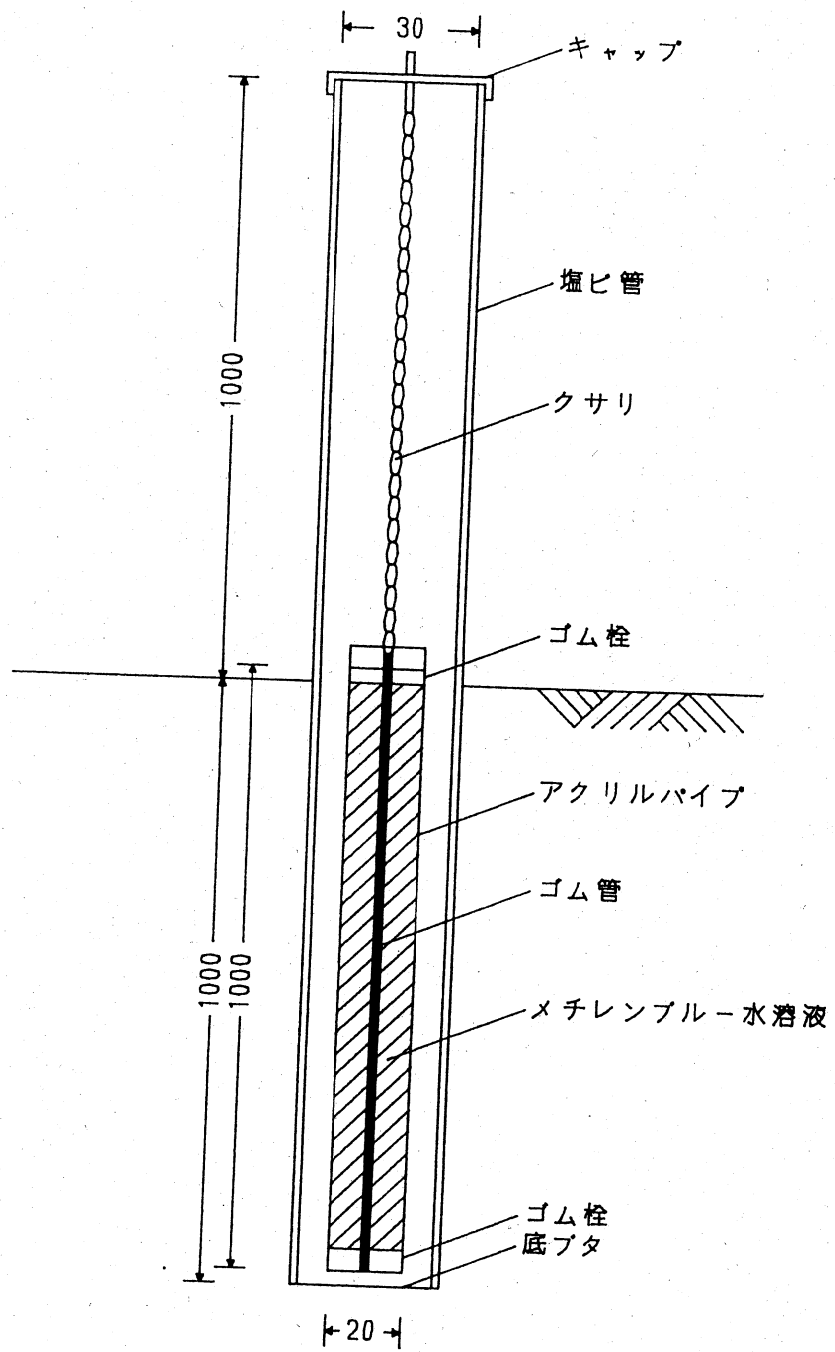 30
キャップ
塩ビ管
1000
クサリ
ゴム栓
アクリルパイプ
ゴム管
1000
1000
メチレンブルー水溶液
ゴム栓
底ブタ
20